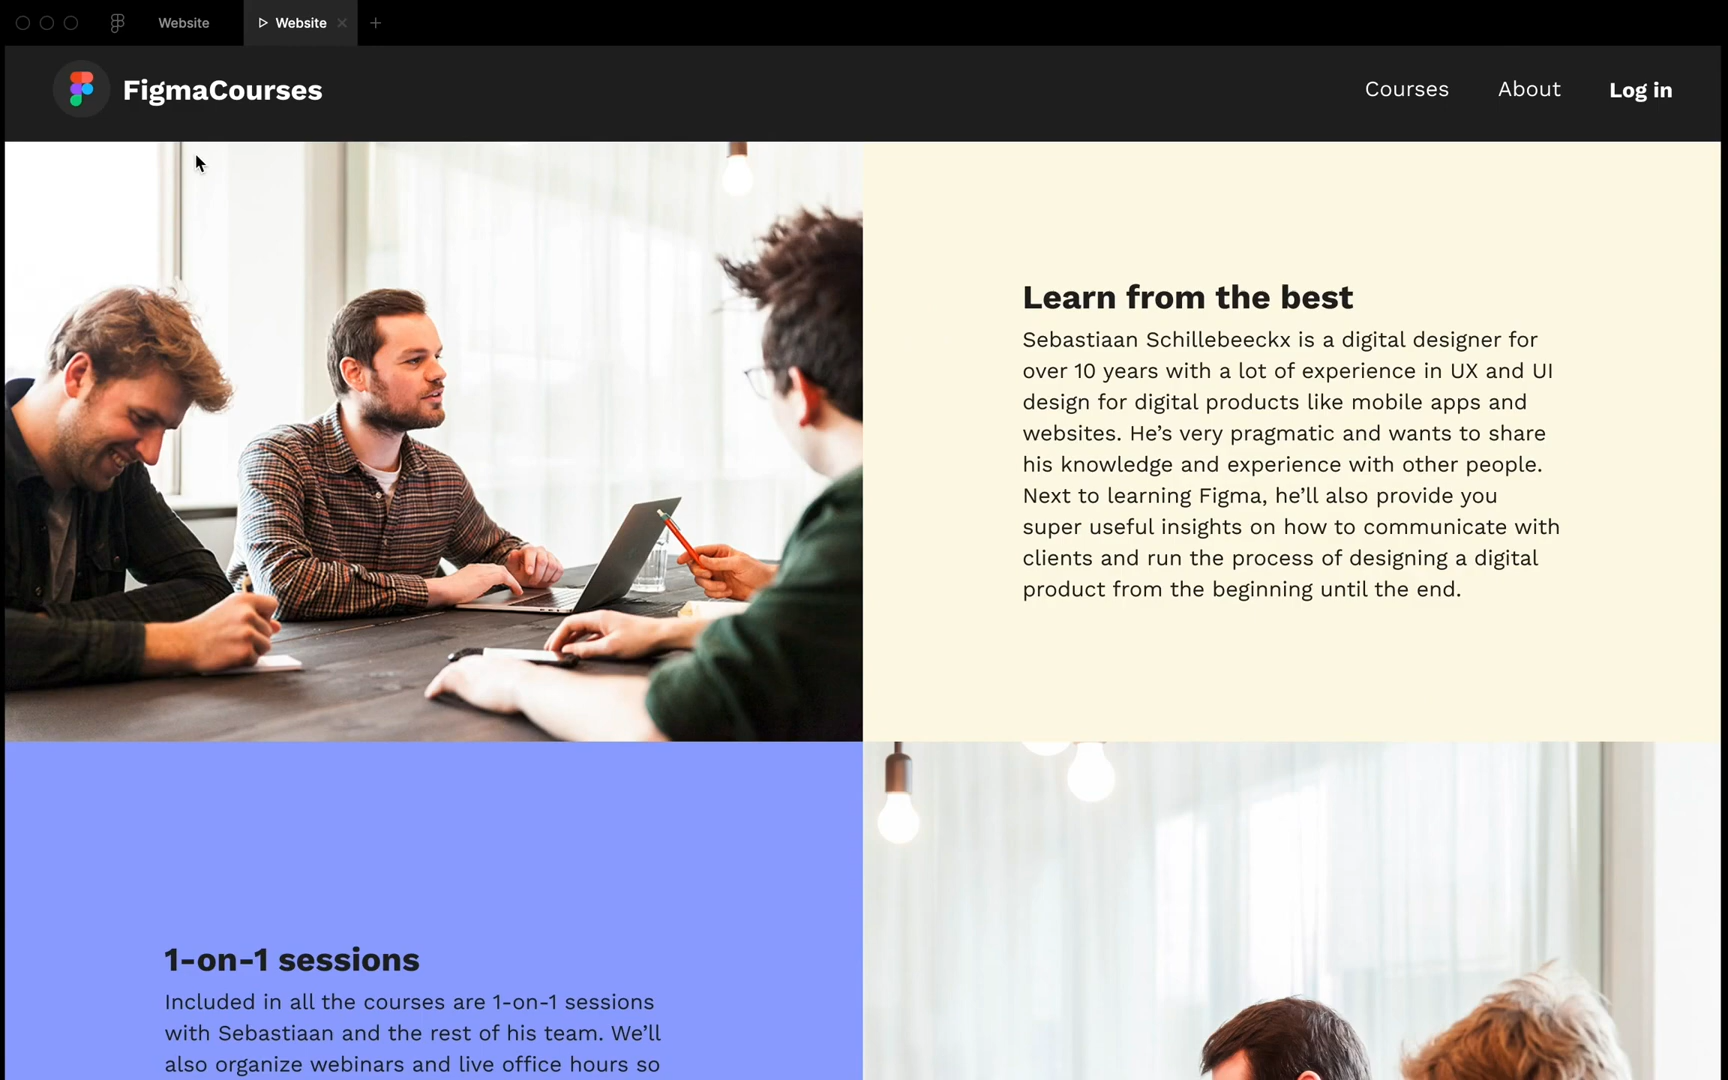 Website
Website
FigmaCourses
Courses
About
Log in
Learn from the best
Sebastiaan Schillebeeckx is a digital designer for
over 10 years with a lot of experience in UX and UI
design for digital products like mobile apps and
websites. He’s very pragmatic and wants to share
his knowledge and experience with other people.
Next to learning Figma, he’ll also provide you
super useful insights on how to communicate with
clients and run the process of designing a digital
product from the beginning until the end.
1-on-1 sessions
Included in all the courses are 1-on-1 sessions
with Sebastiaan and the rest of his team. We’ll
also organize webinars and live office hours so